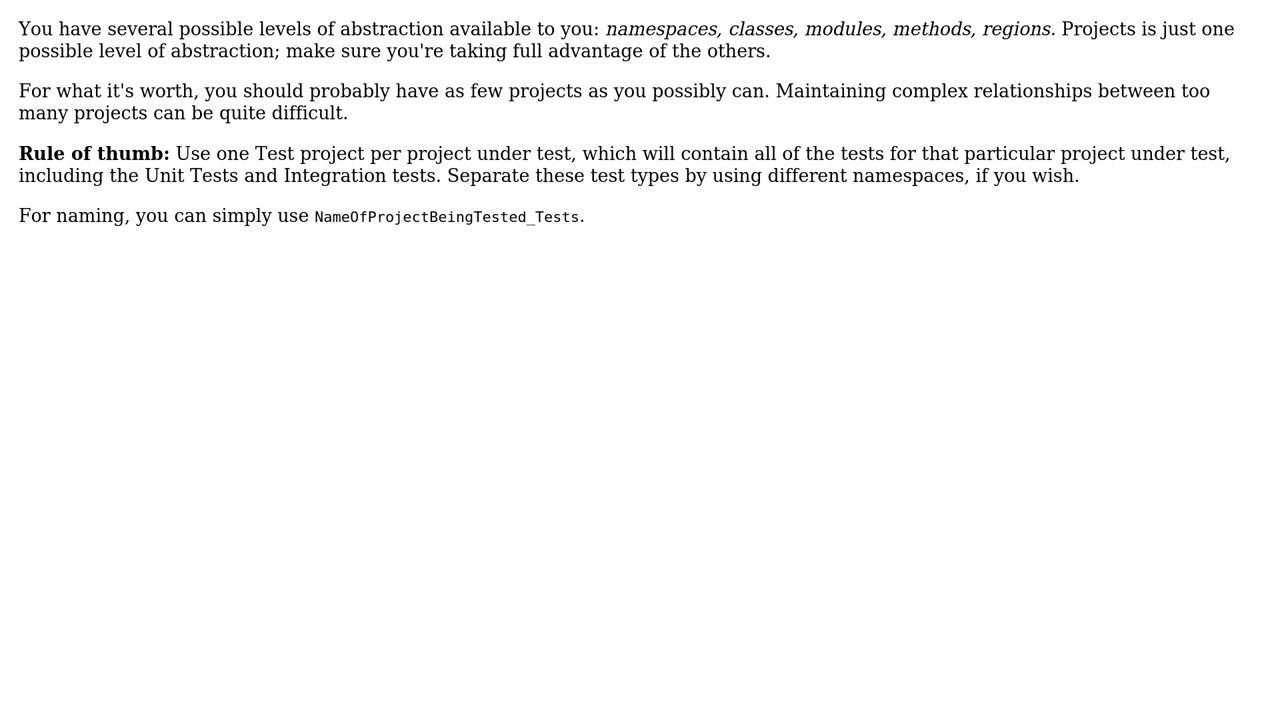 You have several possible levels of abstraction available to you: namespaces, classes, modules, methods, regions. Projects is just one
possible level of abstraction; make sure you're taking full advantage of the others.
For what it's worth, you should probably have as few projects as you possibly can. Maintaining complex relationships between too
many projects can be quite difficult.
Rule of thumb: Use one Test project per project under test, which will contain all of the tests for that particular project under test,
including the Unit Tests and Integration tests. Separate these test types by using different namespaces, if you wish.
For naming, you can simply use NameOfProjectBeingTested_Tests.